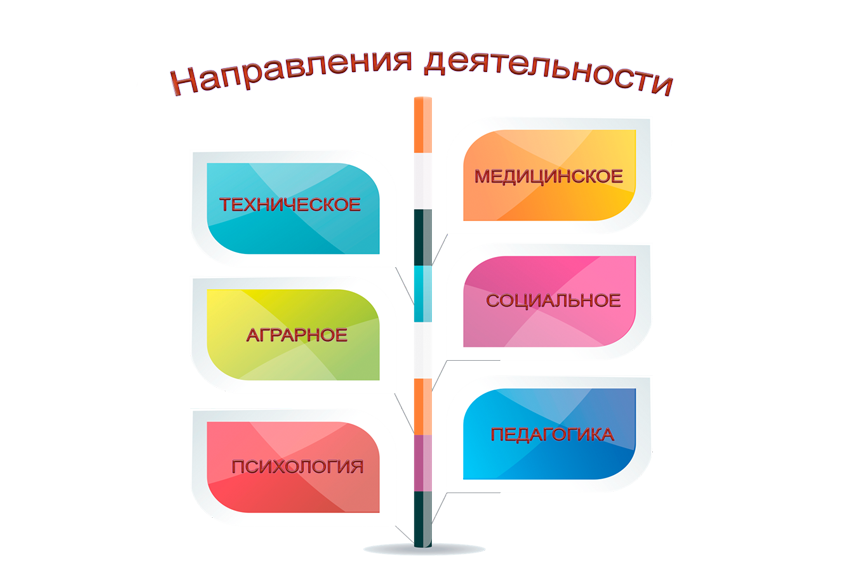 Направления деятельности
ТЕХНИЧЕСКОЕ
МЕДИЦИНСКОЕ
АГРАРНОЕ
СОЦИАЛЬНОЕ
ПСИХОЛОГИЯ
ПЕДАГОГИКА